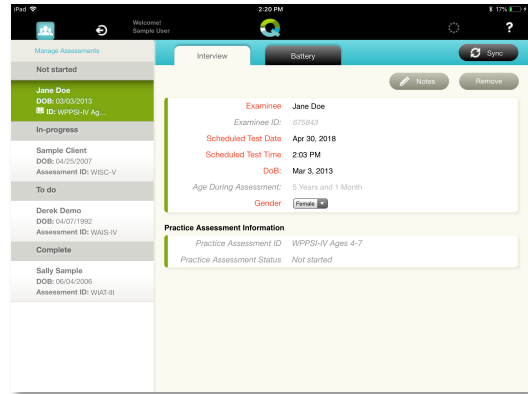 iPad 2:20 PM 17%
Welcome!
Sample User
?
Manage Assessments
Interview
Battery
Sync
Not started
Notes
Remove
Jane Doe
DOB: 03/03/2013
ID: WPPSI-IV Ag...
In-progress
Sample Client
DOB: 04/25/2007
Assessment ID: WISC-V
To do
Derek Demo
DOB: 04/07/1992
Assessment ID: WAIS-IV
Complete
Sally Sample
DOB: 06/04/2006
Assessment ID: WIAT-III
Examinee Jane Doe
Examinee ID: 675843
Scheduled Test Date Apr 30, 2018
Scheduled Test Time 2:03 PM
DoB: Mar 3, 2013
Age During Assessment: 5 Years and 1 Month
Gender Female
Practice Assessment Information
Practice Assessment ID WPPSI-IV Ages 4-7
Practice Assessment Status Not started